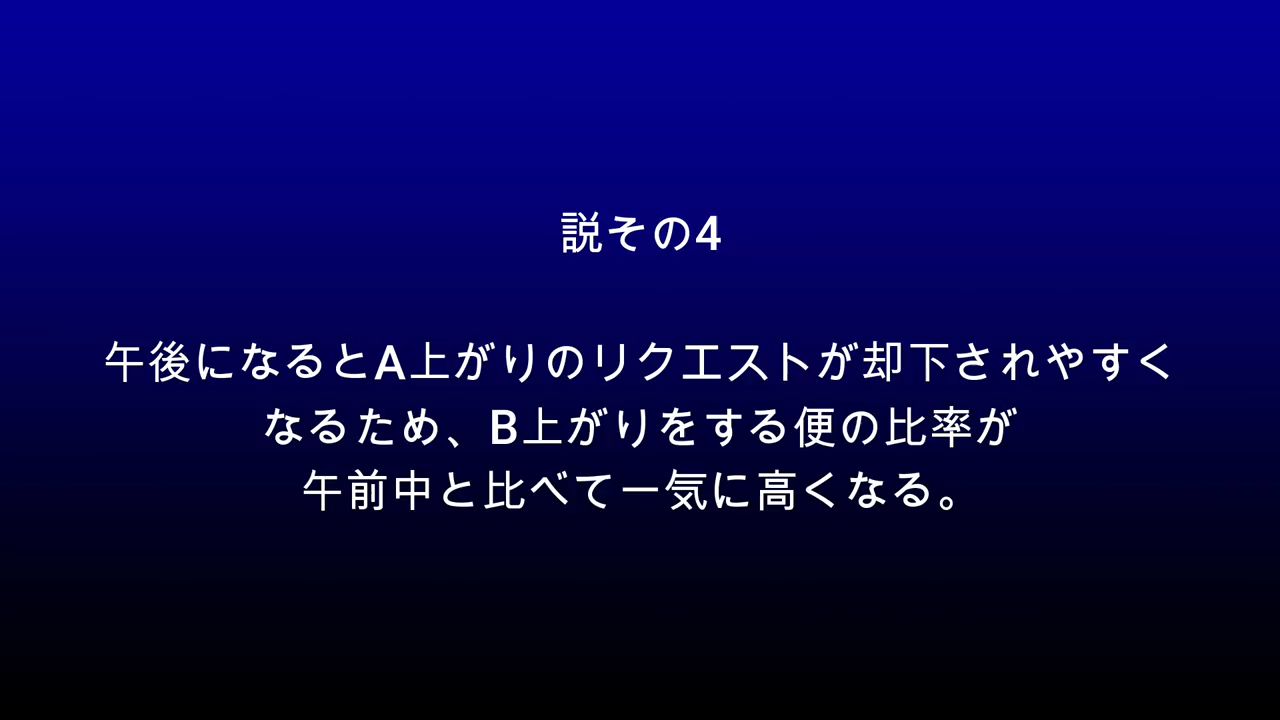 説その4
午後になるとA上がりのリクエストが却下されやすく
なるため、B上がりをする便の比率が
午前中と比べて一気に高くなる。